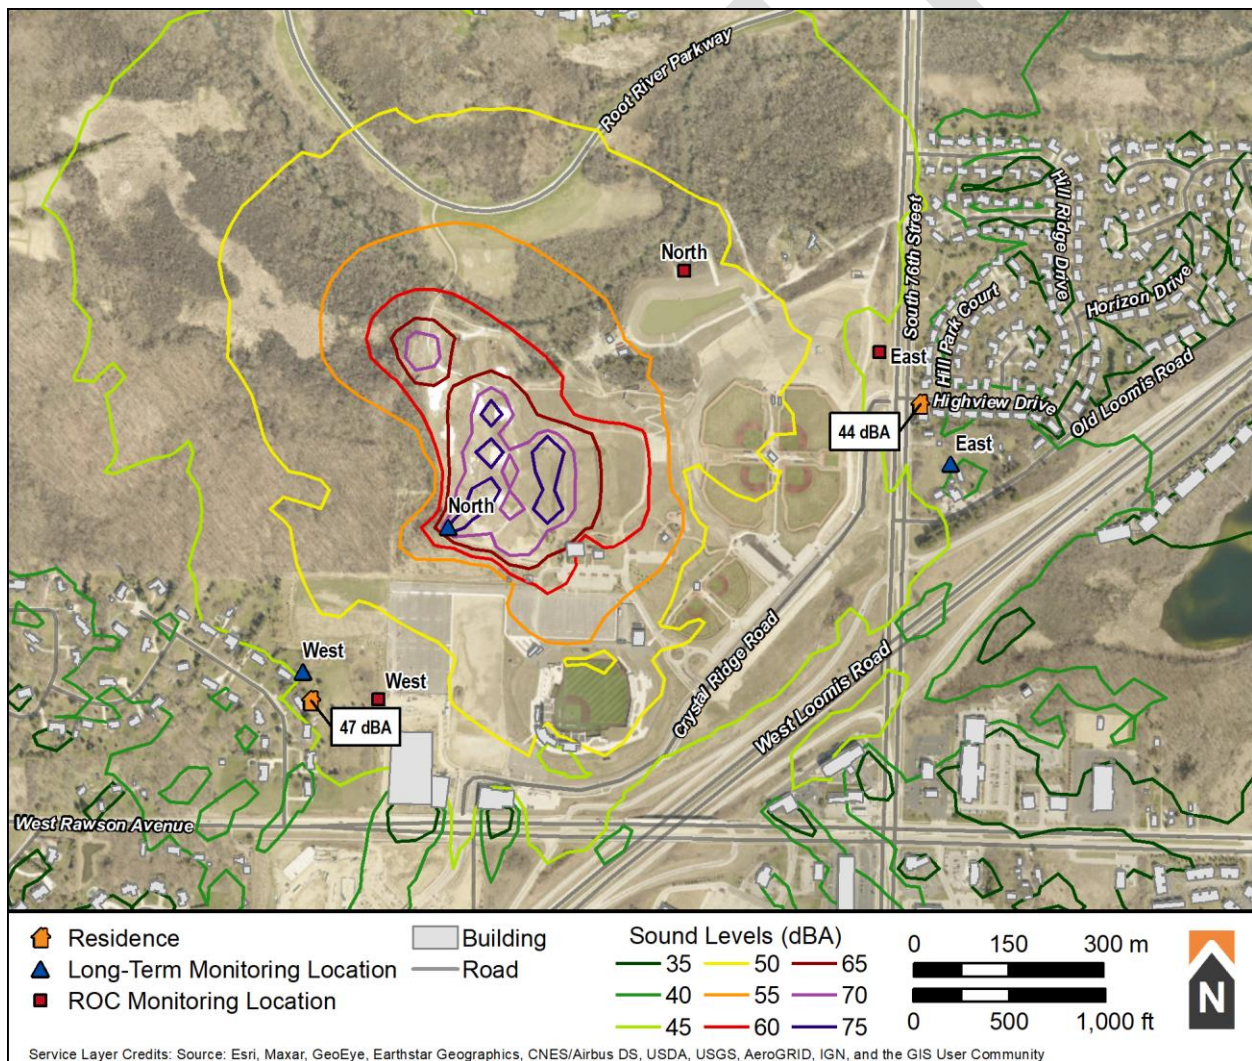 Root River Parkway
North
South 76th Street
Hill Ridge Drive
Horizon Drive
Hill Park Court
East
Highview Drive
Old Loomis Road
44 dBA
East
North
Crystal Ridge Road
West Loomis Road
West
West
47 dBA
West Rawson Avenue
Residence
Long-Term Monitoring Location
ROC Monitoring Location
Building
Road
Sound Levels (dBA)
35 50 65
40 55 70
45 60 75
0 150 300 m
0 500 1,000 ft
N
Service Layer Credits: Source: Esri, Maxar, GeoEye, Earthstar Geographics, CNES/Airbus DS, USDA, USGS, AeroGRID, IGN, and the GIS User Community